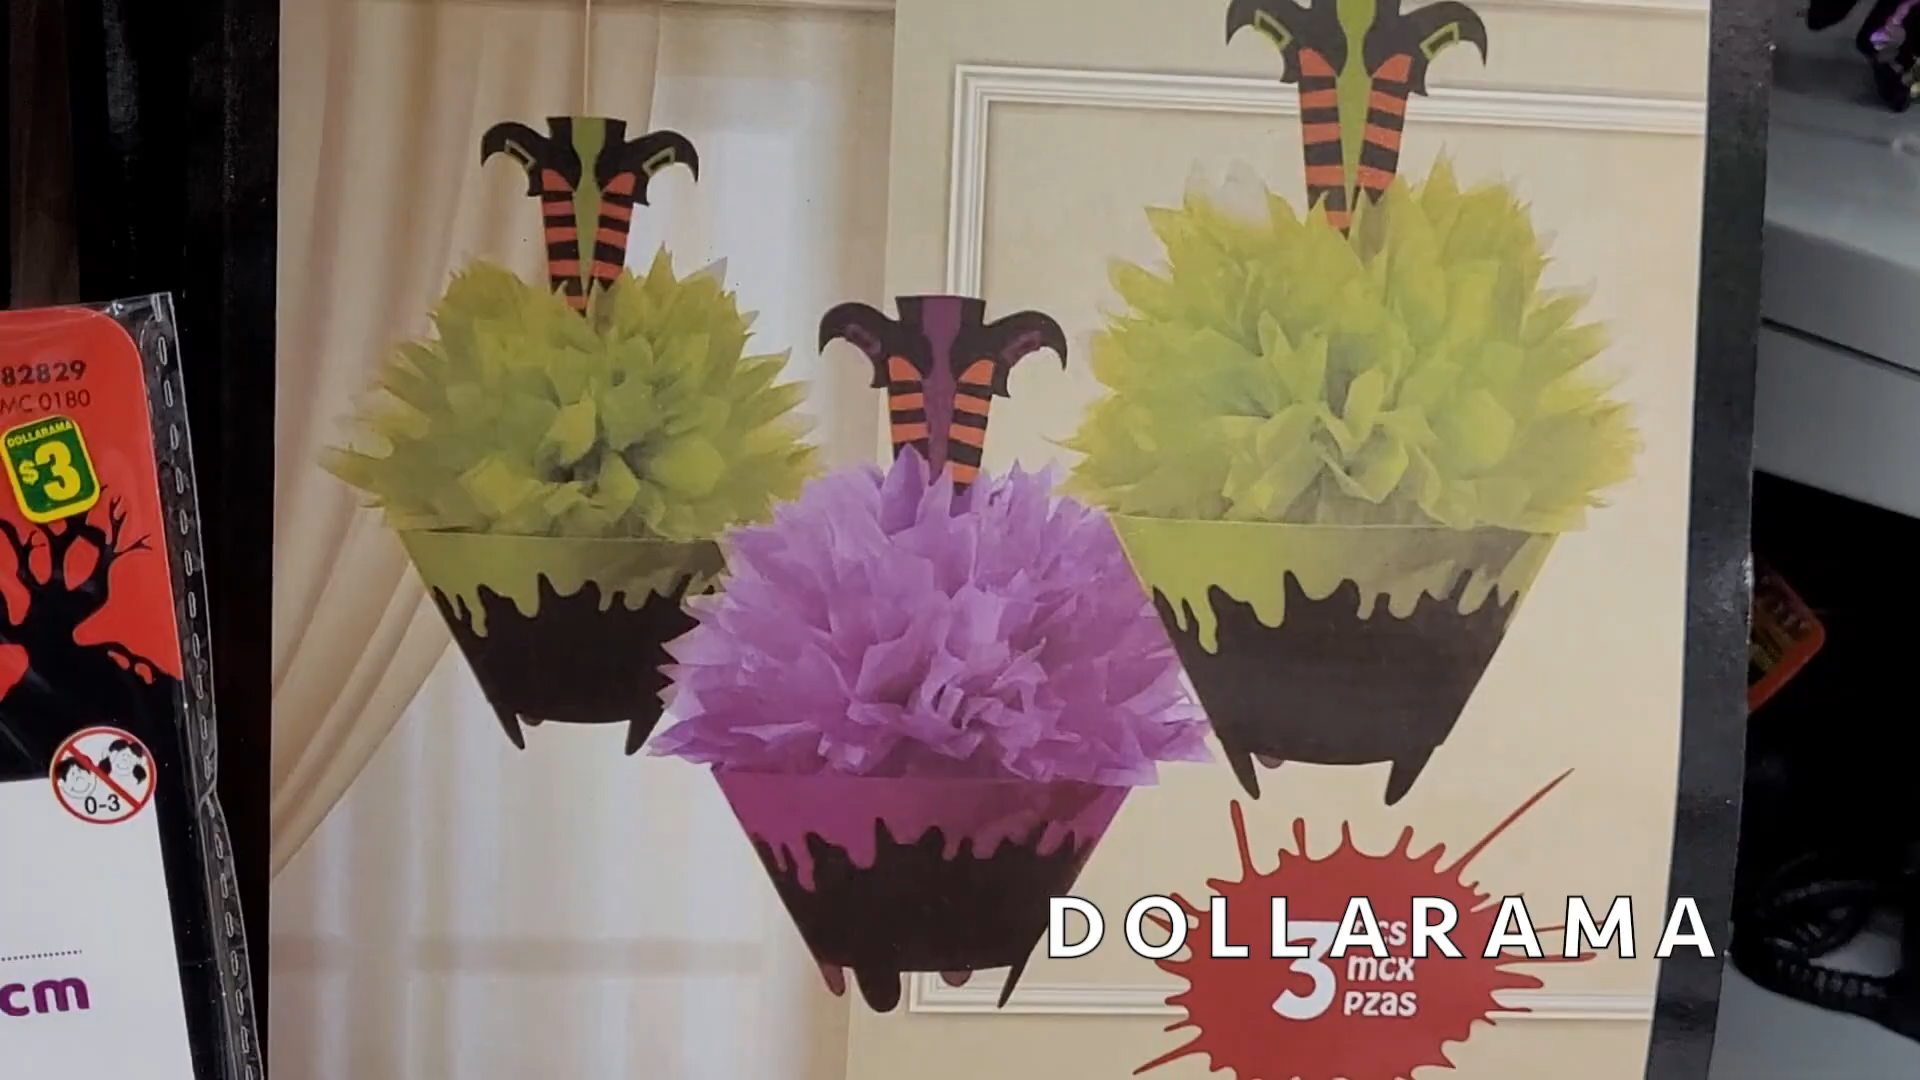 82829
MC 0180
DOLLARAMA
$3
0-3
cm
DOLLARAMA
3
mcx
pzas